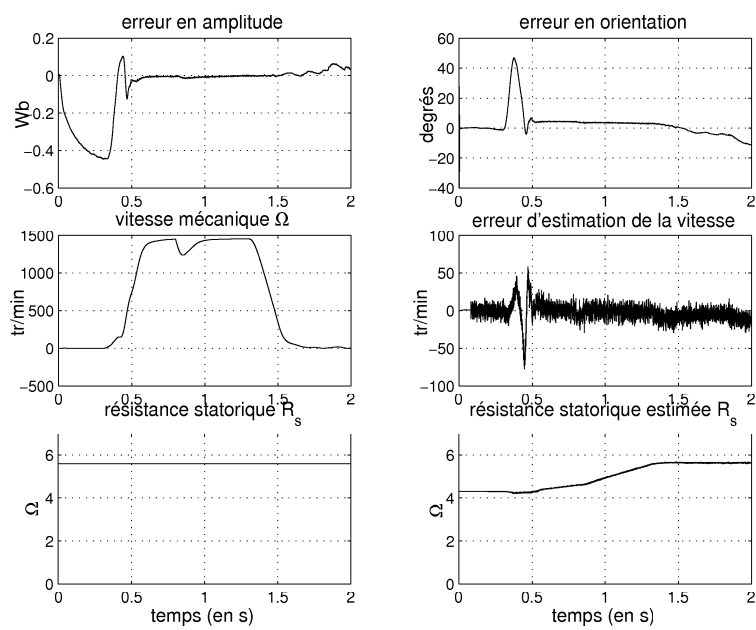 erreur en amplitude
erreur en orientation
0.2
0
−0.2
−0.4
−0.6
Wb
0 0.5 1 1.5 2
60
40
20
0
−20
−40
degrés
0 0.5 1 1.5 2
vitesse mécanique Ω
erreur d'estimation de la vitesse
1500
1000
500
0
−500
tr/min
0 0.5 1 1.5 2
100
50
0
−50
−100
tr/min
0 0.5 1 1.5 2
résistance statorique Rs
résistance statorique estimée Rs
6
4
2
0
Ω
0 0.5 1 1.5 2
temps (en s)
6
4
2
0
Ω
0 0.5 1 1.5 2
temps (en s)